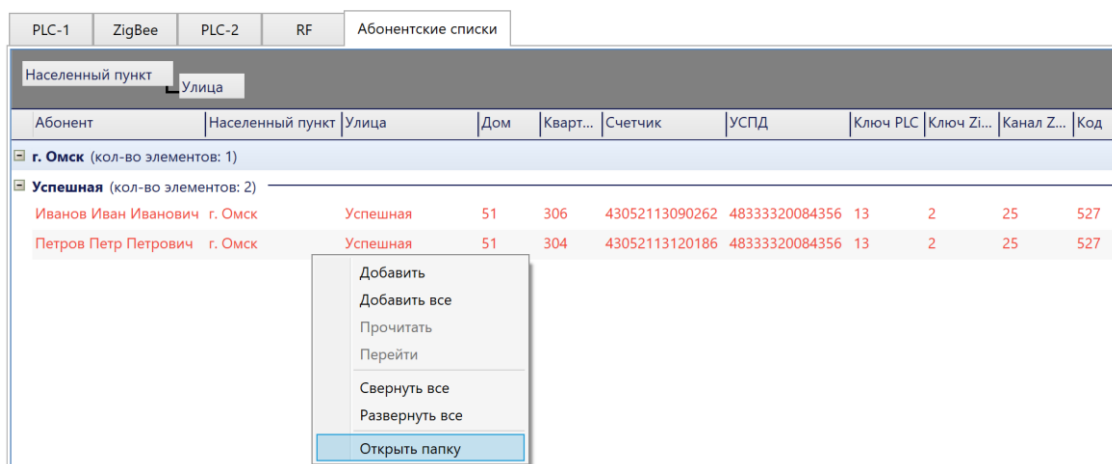 PLC-1 ZigBee PLC-2 RF Абонентские списки
Населенный пункт
Улица
Абонент Населенный пункт Улица Дом Кварт... Счетчик УСПД Ключ PLC Ключ Zi... Канал Z... Код
г. Омск (кол-во элементов: 1)
Успешная (кол-во элементов: 2)
Иванов Иван Иванович г. Омск Успешная 51 306 43052113090262 48333320084356 13 2 25 527
Петров Петр Петрович г. Омск Успешная 51 304 43052113120186 48333320084356 13 2 25 527
Добавить
Добавить все
Прочитать
Перейти
Свернуть все
Развернуть все
Открыть папку